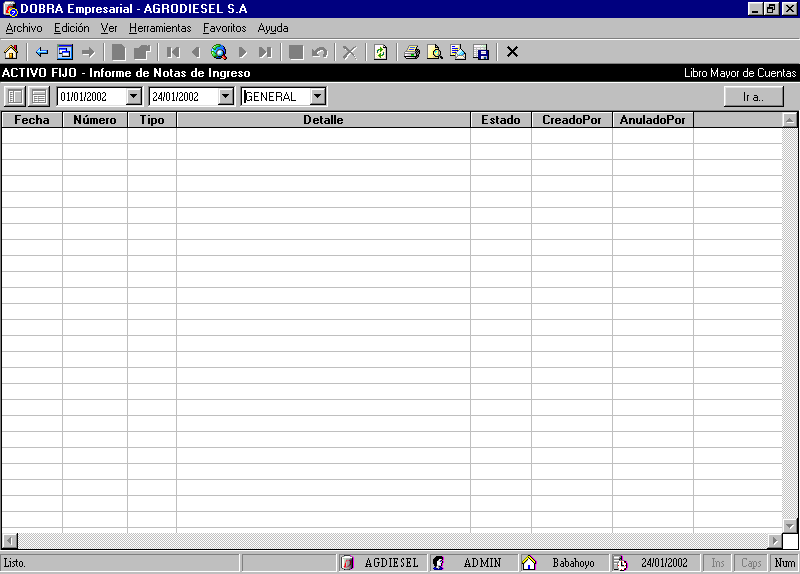 DOBRA Empresarial - AGRODIESEL S.A
Archivo Edición Ver Herramientas Favoritos Ayuda
ACTIVO FIJO - Informe de Notas de Ingreso Libro Mayor de Cuentas
01/01/2002 24/01/2002 GENERAL Ir a..
Fecha Número Tipo Detalle Estado CreadoPor AnuladoPor
Listo. AGDIESEL ADMIN Babahoyo 24/01/2002 Ins Caps Num